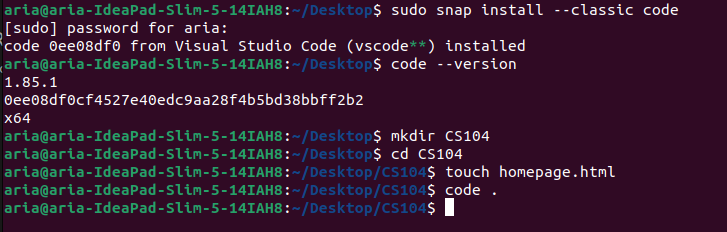 aria@aria-IdeaPad-Slim-5-14IAH8:~/Desktop$ sudo snap install --classic code
[sudo] password for aria:
code 0ee08df0 from Visual Studio Code (vscode**) installed
aria@aria-IdeaPad-Slim-5-14IAH8:~/Desktop$ code --version
1.85.1
0ee08df0cf4527e40edc9aa28f4b5bd38bbff2b2
x64
aria@aria-IdeaPad-Slim-5-14IAH8:~/Desktop$ mkdir CS104
aria@aria-IdeaPad-Slim-5-14IAH8:~/Desktop$ cd CS104
aria@aria-IdeaPad-Slim-5-14IAH8:~/Desktop/CS104$ touch homepage.html
aria@aria-IdeaPad-Slim-5-14IAH8:~/Desktop/CS104$ code .
aria@aria-IdeaPad-Slim-5-14IAH8:~/Desktop/CS104$